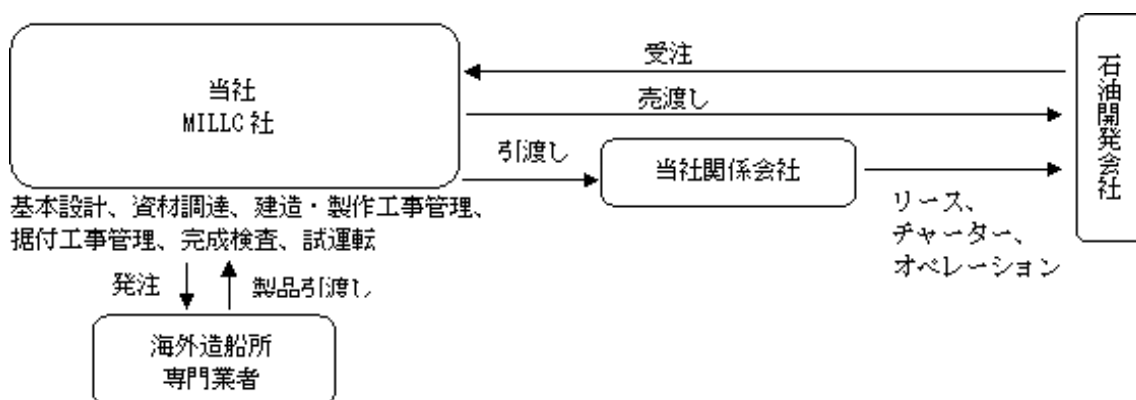 受注
当社
MILLC社
売渡し
石油開発会社
引渡し
当社関係会社
基本設計、資材調達、建造・製作工事管理、
据付工事管理、完成検査、試運転
リース、
チャーター、
オペレーション
発注
製品引渡し
海外造船所
専門業者